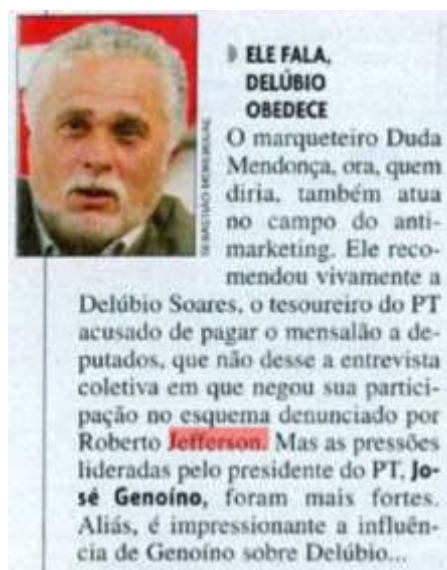 ELE FALA,
DELÚBIO
OBEDECE
O marqueteiro Duda
Mendonça, ora, quem
diria, também atua
no campo do anti-
marketing. Ele reco-
mendou vivamente a
Delúbio Soares, o tesoureiro do PT
acusado de pagar o mensalão a de-
putados, que não desse a entrevista
coletiva em que negou sua partici-
pação no esquema denunciado por
Roberto Jefferson. Mas as pressões
lideradas pelo presidente do PT, Jo-
sé Genoíno, foram mais fortes.
Aliás, é impressionante a influên-
cia de Genoíno sobre Delúbio...